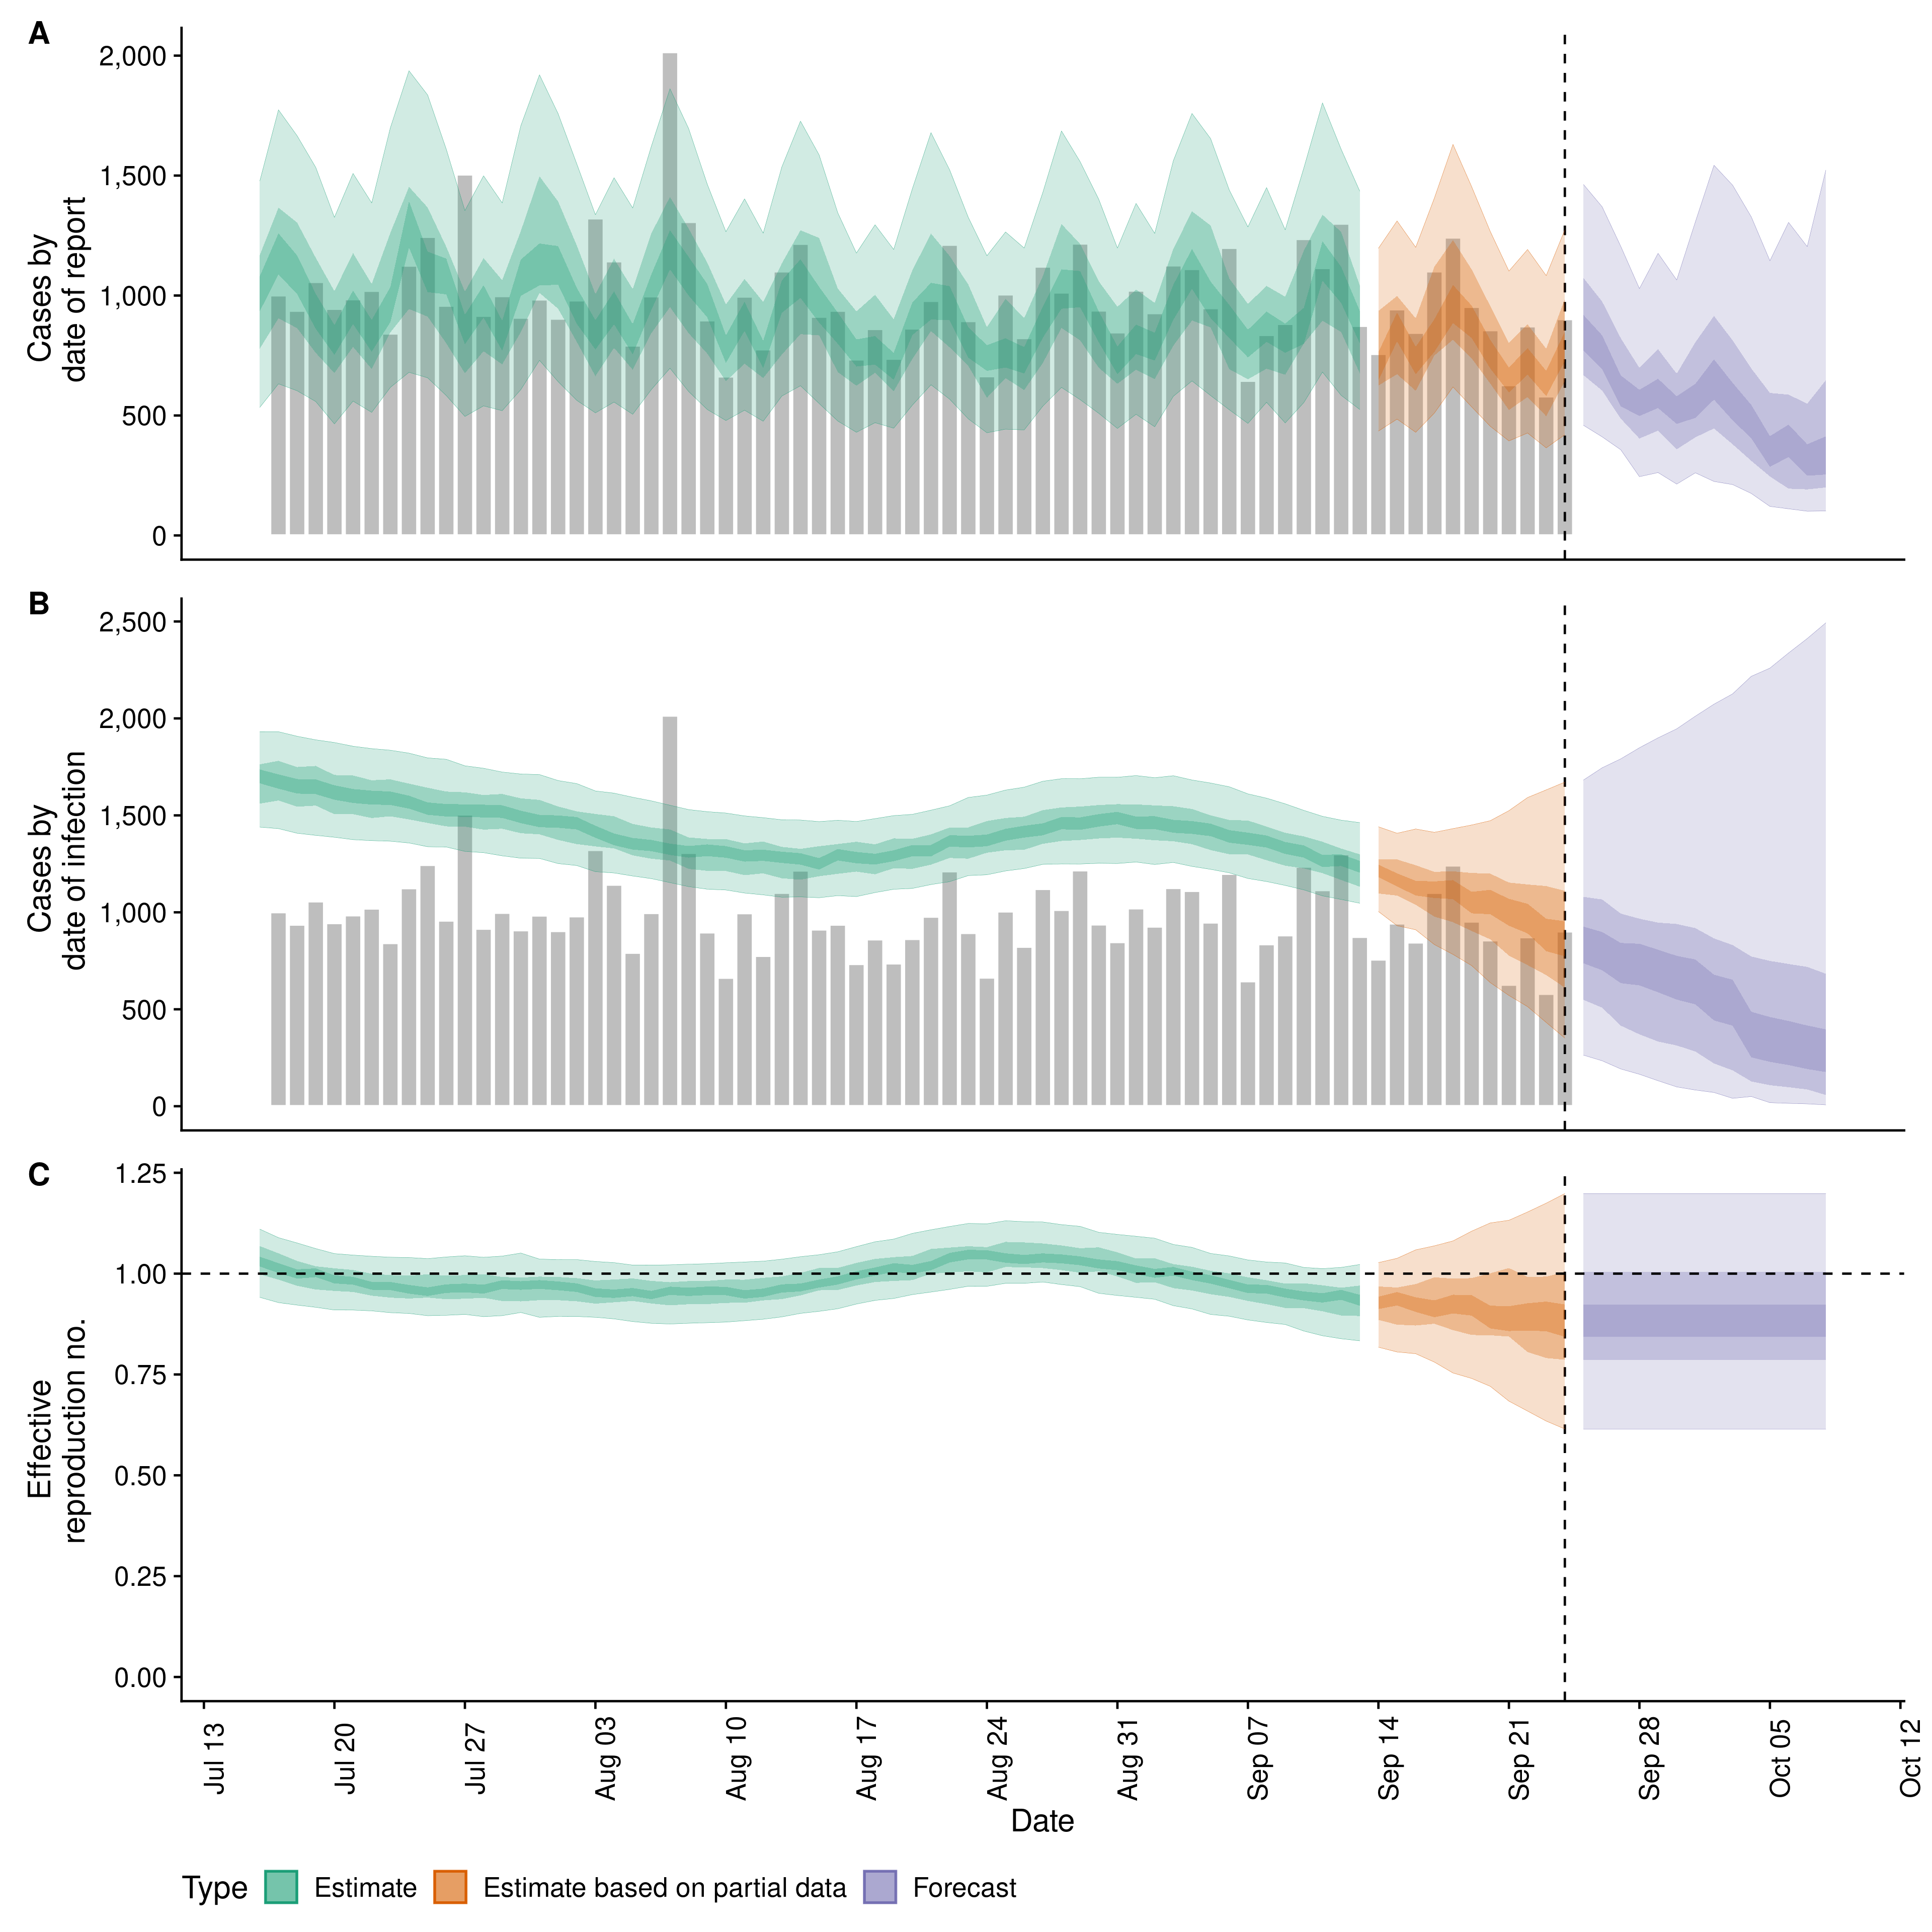 A
Cases by
date of report
2,000
1,500
1,000
500
0
B
Cases by
date of infection
2,500
2,000
1,500
1,000
500
0
C
Effective
reproduction no.
1.25
1.00
0.75
0.50
0.25
0.00
Jul 13
Jul 20
Jul 27
Aug 03
Aug 10
Aug 17
Aug 24
Aug 31
Sep 07
Sep 14
Sep 21
Sep 28
Oct 05
Oct 12
Date
Type Estimate Estimate based on partial data Forecast